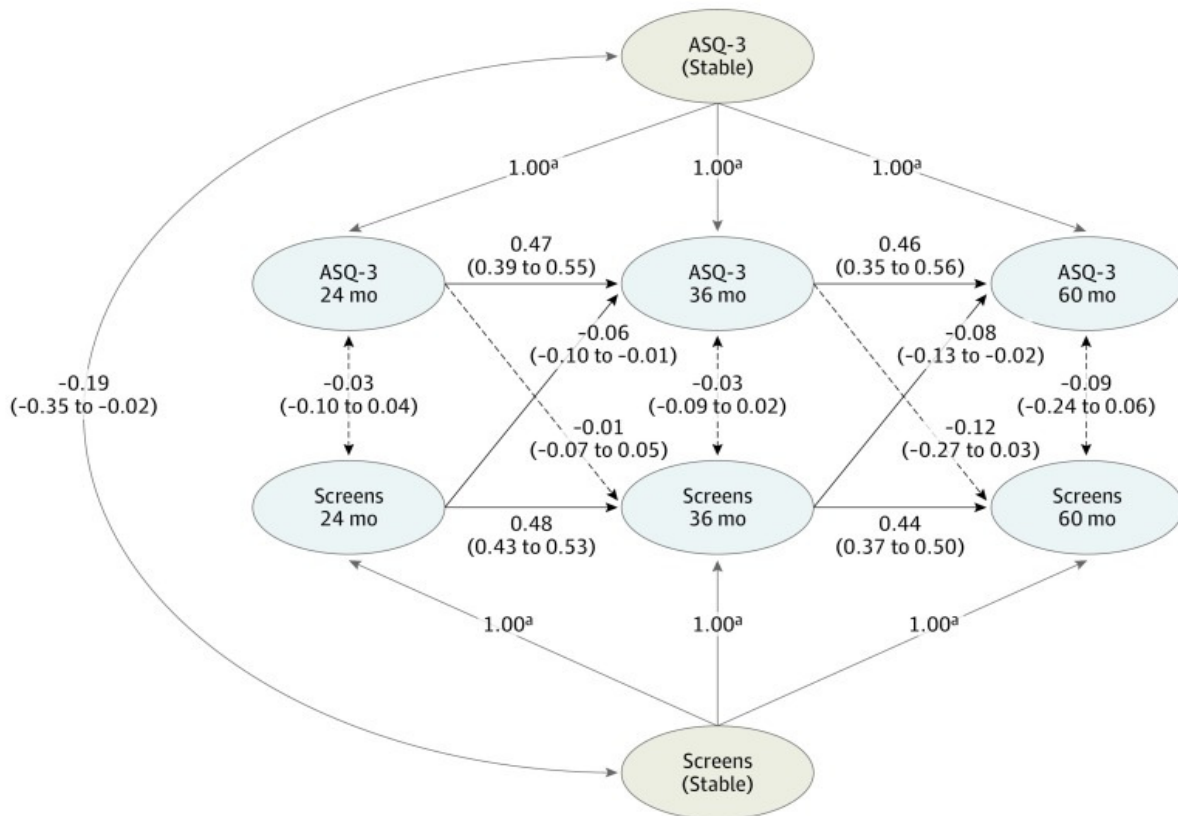 ASQ-3
(Stable)
1.00ᵃ
1.00ᵃ
1.00ᵃ
ASQ-3
24 mo
0.47
(0.39 to 0.55)
ASQ-3
36 mo
0.46
(0.35 to 0.56)
ASQ-3
60 mo
-0.19
(-0.35 to -0.02)
-0.03
(-0.10 to 0.04)
-0.06
(-0.10 to -0.01)
-0.01
(-0.07 to 0.05)
-0.03
(-0.09 to 0.02)
-0.08
(-0.13 to -0.02)
-0.12
(-0.27 to 0.03)
-0.09
(-0.24 to 0.06)
Screens
24 mo
0.48
(0.43 to 0.53)
Screens
36 mo
0.44
(0.37 to 0.50)
Screens
60 mo
1.00ᵃ
1.00ᵃ
1.00ᵃ
Screens
(Stable)